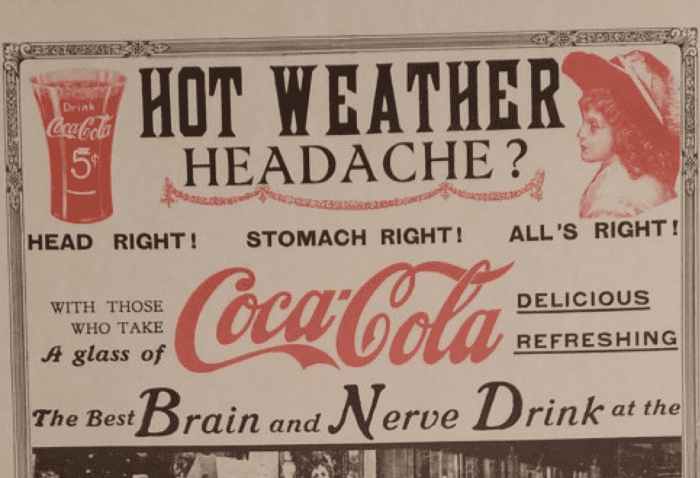 Drink
Coca-Cola
5¢
HOT WEATHER
HEADACHE?
HEAD RIGHT! STOMACH RIGHT! ALL'S RIGHT!
WITH THOSE
WHO TAKE
A glass of
Coca-Cola
DELICIOUS
REFRESHING
The Best Brain and Nerve Drink at the